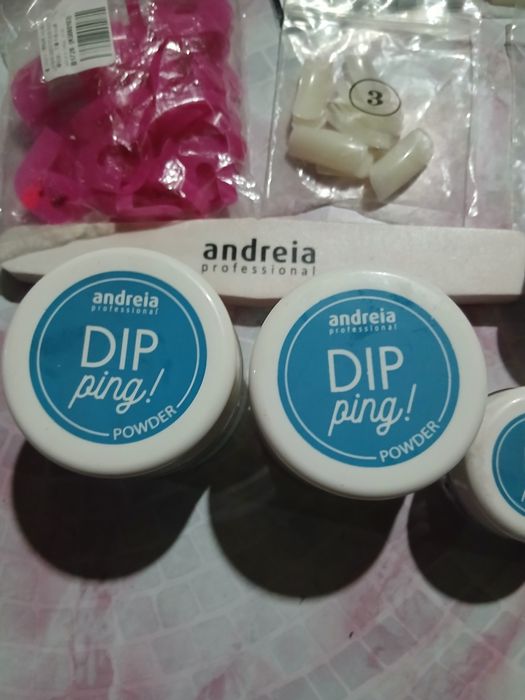 3
andreia
professional
andreia
professional
DIP
ping!
POWDER
andreia
professional
DIP
ping!
POWDER